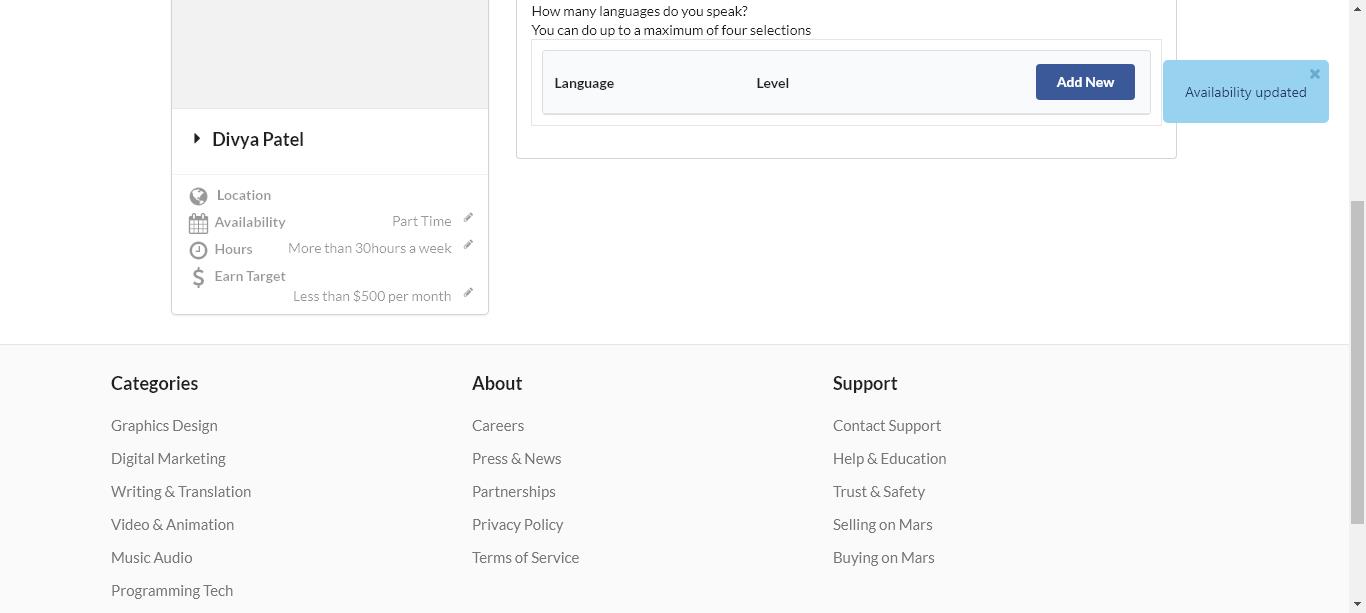 How many languages do you speak?
You can do up to a maximum of four selections
Language Level Add New
Availability updated
Divya Patel
Location
Availability Part Time
Hours More than 30hours a week
Earn Target
Less than $500 per month
Categories
Graphics Design
Digital Marketing
Writing & Translation
Video & Animation
Music Audio
Programming Tech
About
Careers
Press & News
Partnerships
Privacy Policy
Terms of Service
Support
Contact Support
Help & Education
Trust & Safety
Selling on Mars
Buying on Mars